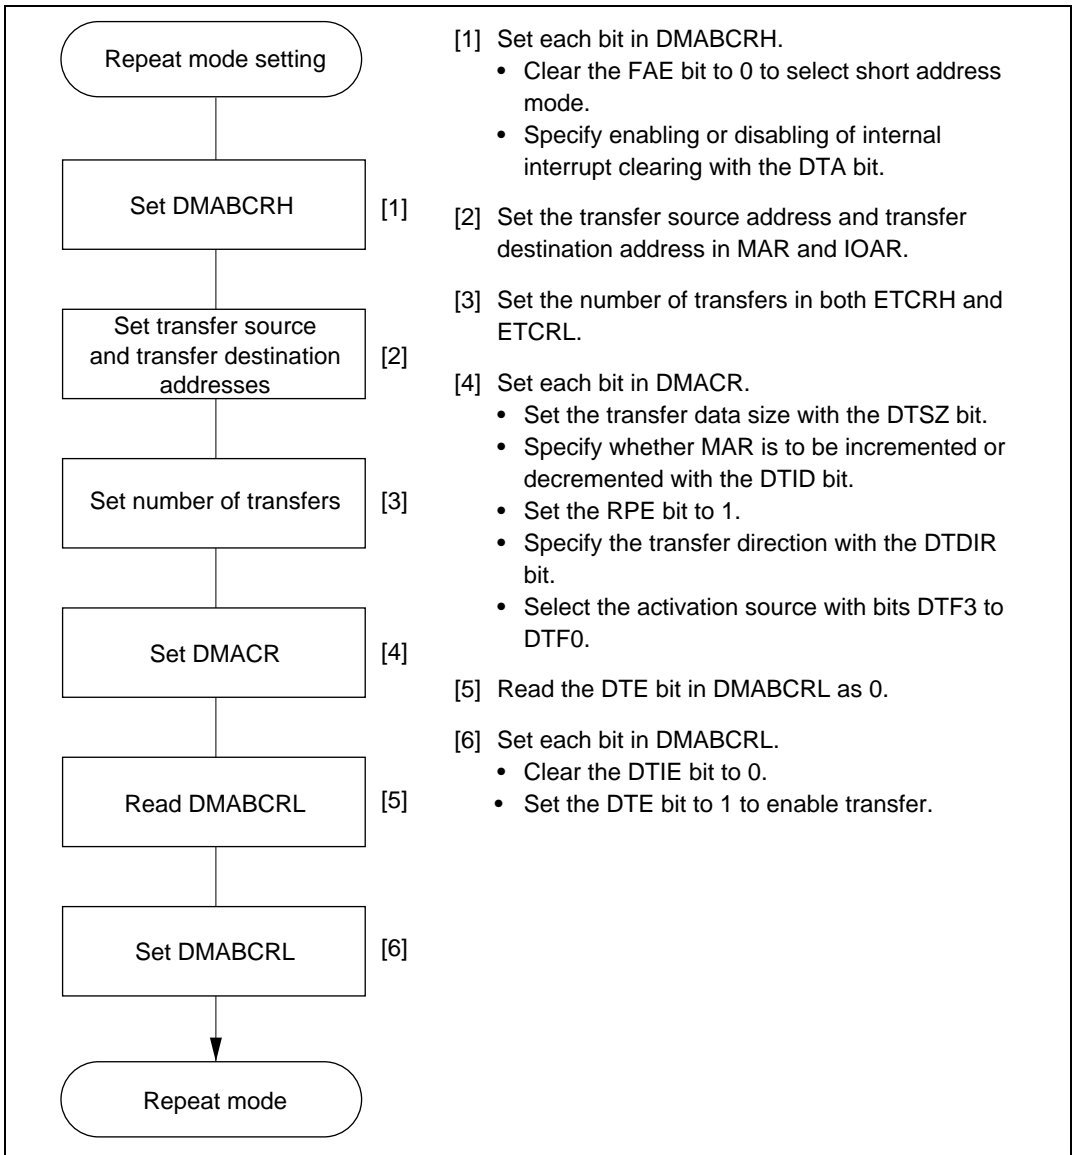 Repeat mode setting
Set DMABCRH [1]
Set transfer source
and transfer destination [2]
addresses
Set number of transfers [3]
Set DMACR [4]
Read DMABCRL [5]
Set DMABCRL [6]
Repeat mode
[1] Set each bit in DMABCRH.
• Clear the FAE bit to 0 to select short address
mode.
• Specify enabling or disabling of internal
interrupt clearing with the DTA bit.
[2] Set the transfer source address and transfer
destination address in MAR and IOAR.
[3] Set the number of transfers in both ETCRH and
ETCRL.
[4] Set each bit in DMACR.
• Set the transfer data size with the DTSZ bit.
• Specify whether MAR is to be incremented or
decremented with the DTID bit.
• Set the RPE bit to 1.
• Specify the transfer direction with the DTDIR
bit.
• Select the activation source with bits DTF3 to
DTF0.
[5] Read the DTE bit in DMABCRL as 0.
[6] Set each bit in DMABCRL.
• Clear the DTIE bit to 0.
• Set the DTE bit to 1 to enable transfer.